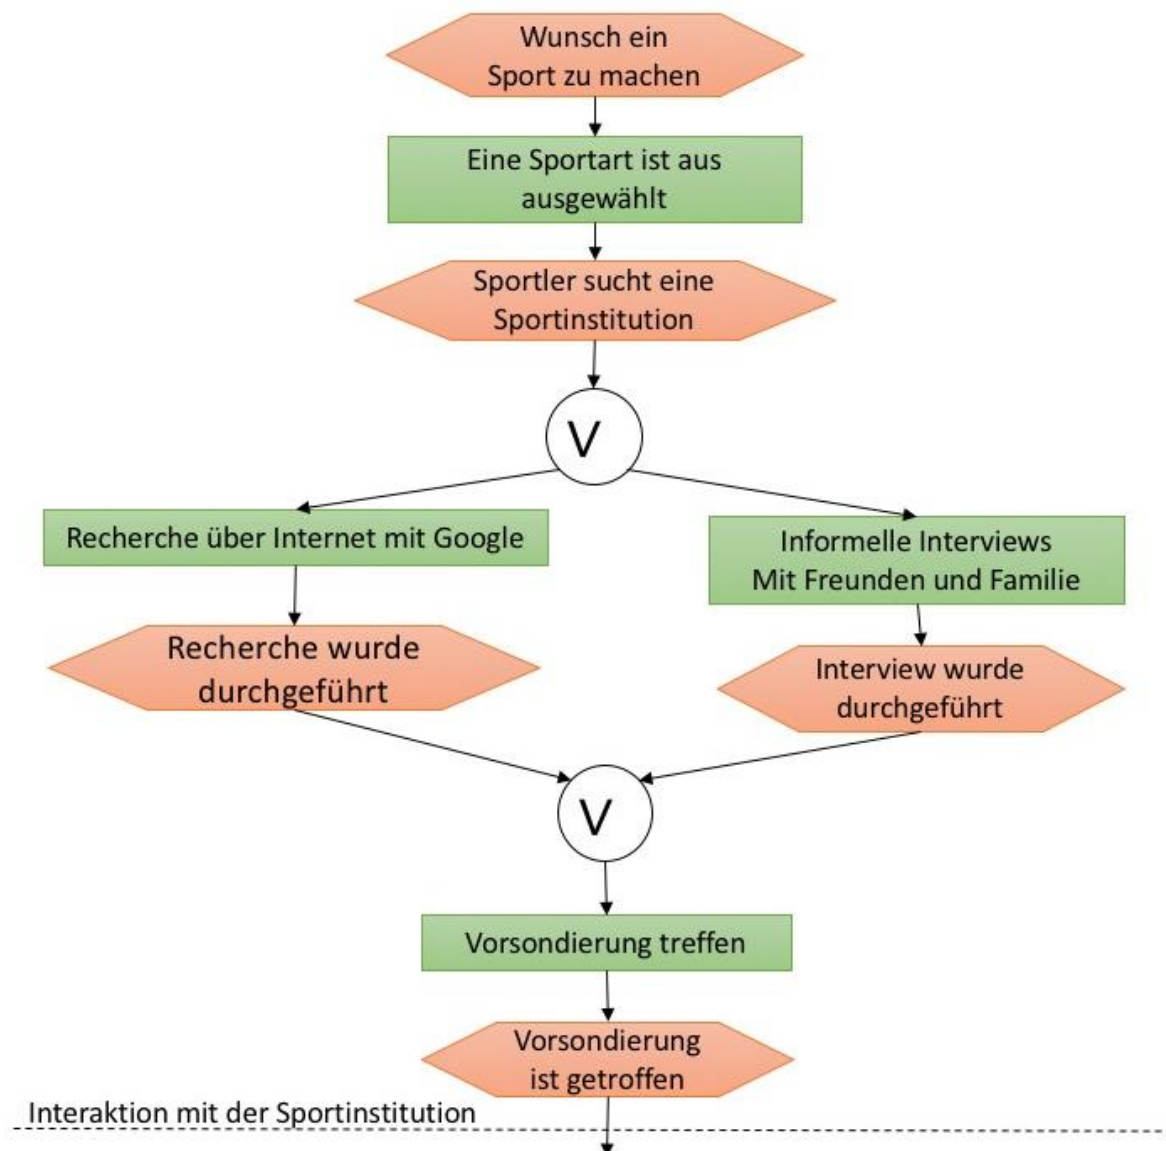 Wunsch ein
Sport zu machen
Eine Sportart ist aus
ausgewählt
Sportler sucht eine
Sportinstitution
V
Recherche über Internet mit Google
Informelle Interviews
Mit Freunden und Familie
Recherche wurde
durchgeführt
Interview wurde
durchgeführt
V
Vorsondierung treffen
Vorsondierung
ist getroffen
Interaktion mit der Sportinstitution